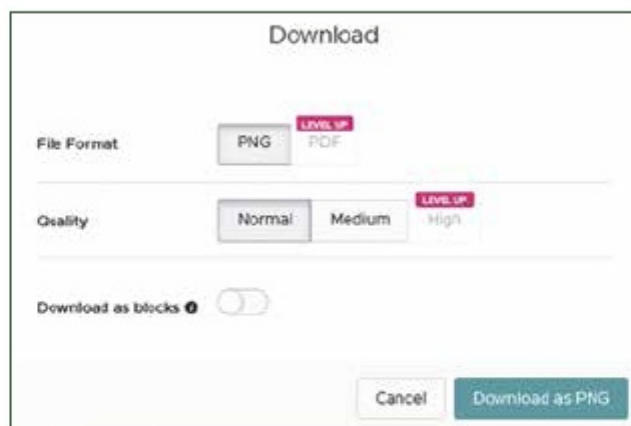 Download
LEVEL UP
File Format PNG PDF
LEVEL UP
Quality Normal Medium High
Download as blocks
Cancel Download as PNG